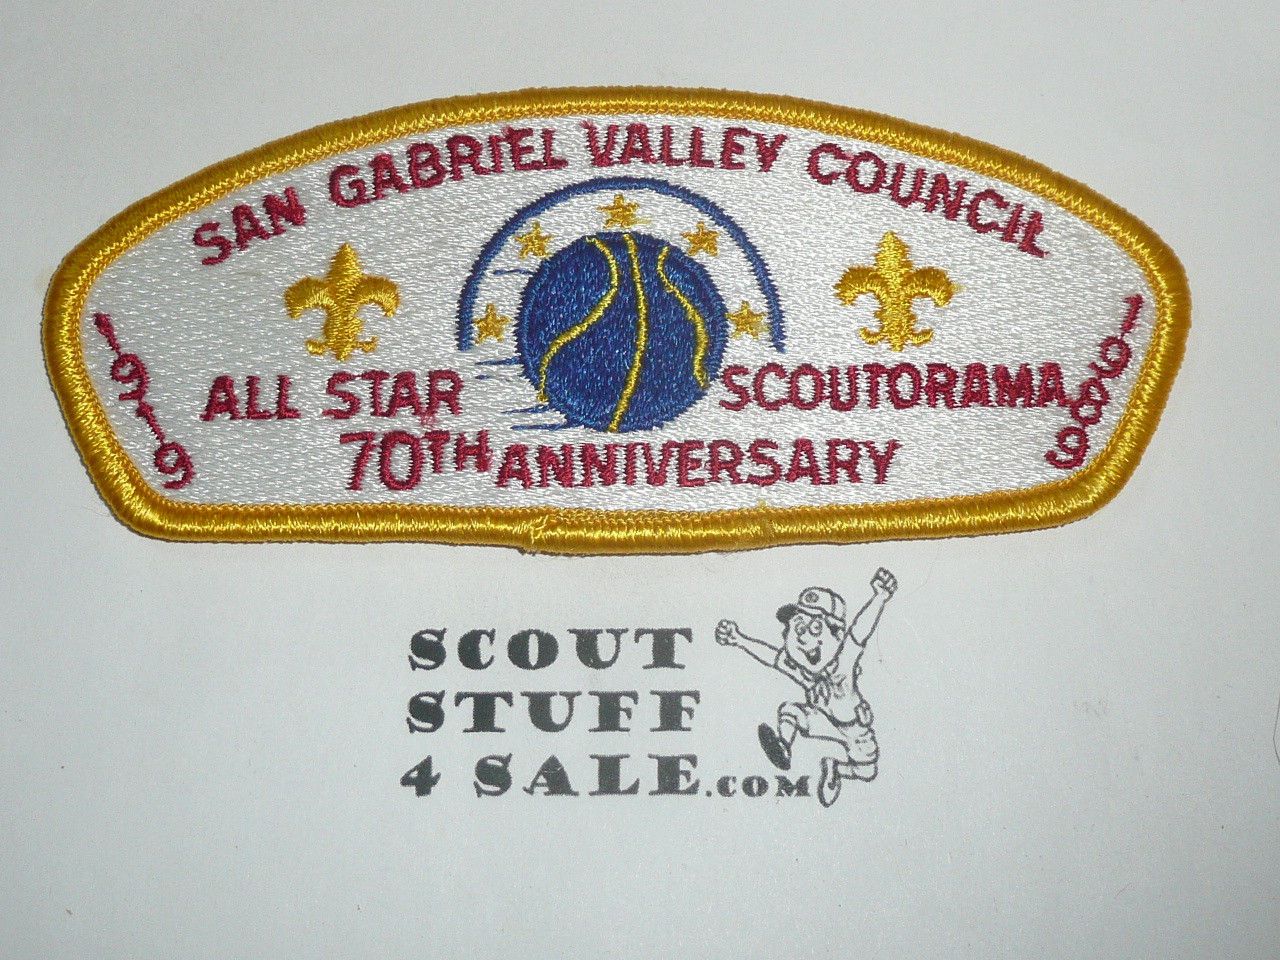 SAN GABRIEL VALLEY COUNCIL
1919
ALL STAR SCOUTORAMA
1989
70TH ANNIVERSARY
SCOUT
STUFF
4 SALE.COM